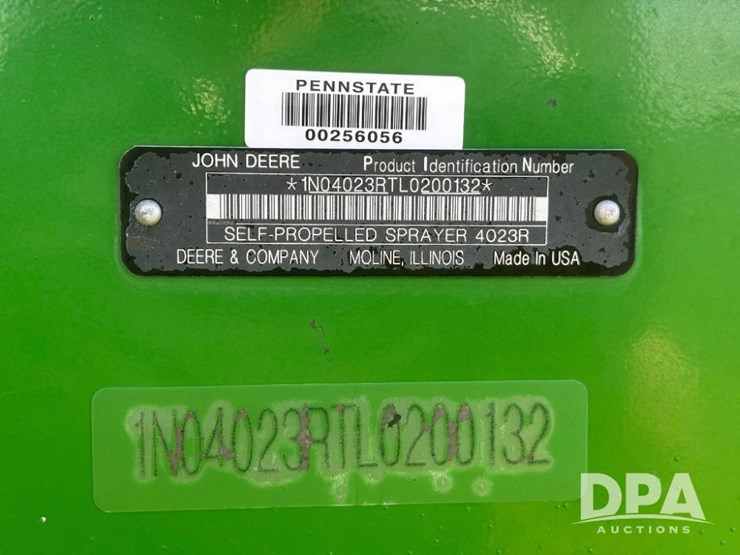 PENNSTATE
00256056
JOHN DEERE Product Identification Number
*1N04023RTL0200132*
SELF-PROPELLED SPRAYER 4023R
DEERE & COMPANY MOLINE, ILLINOIS Made In USA
1N04023RTL0200132
DPA
AUCTIONS